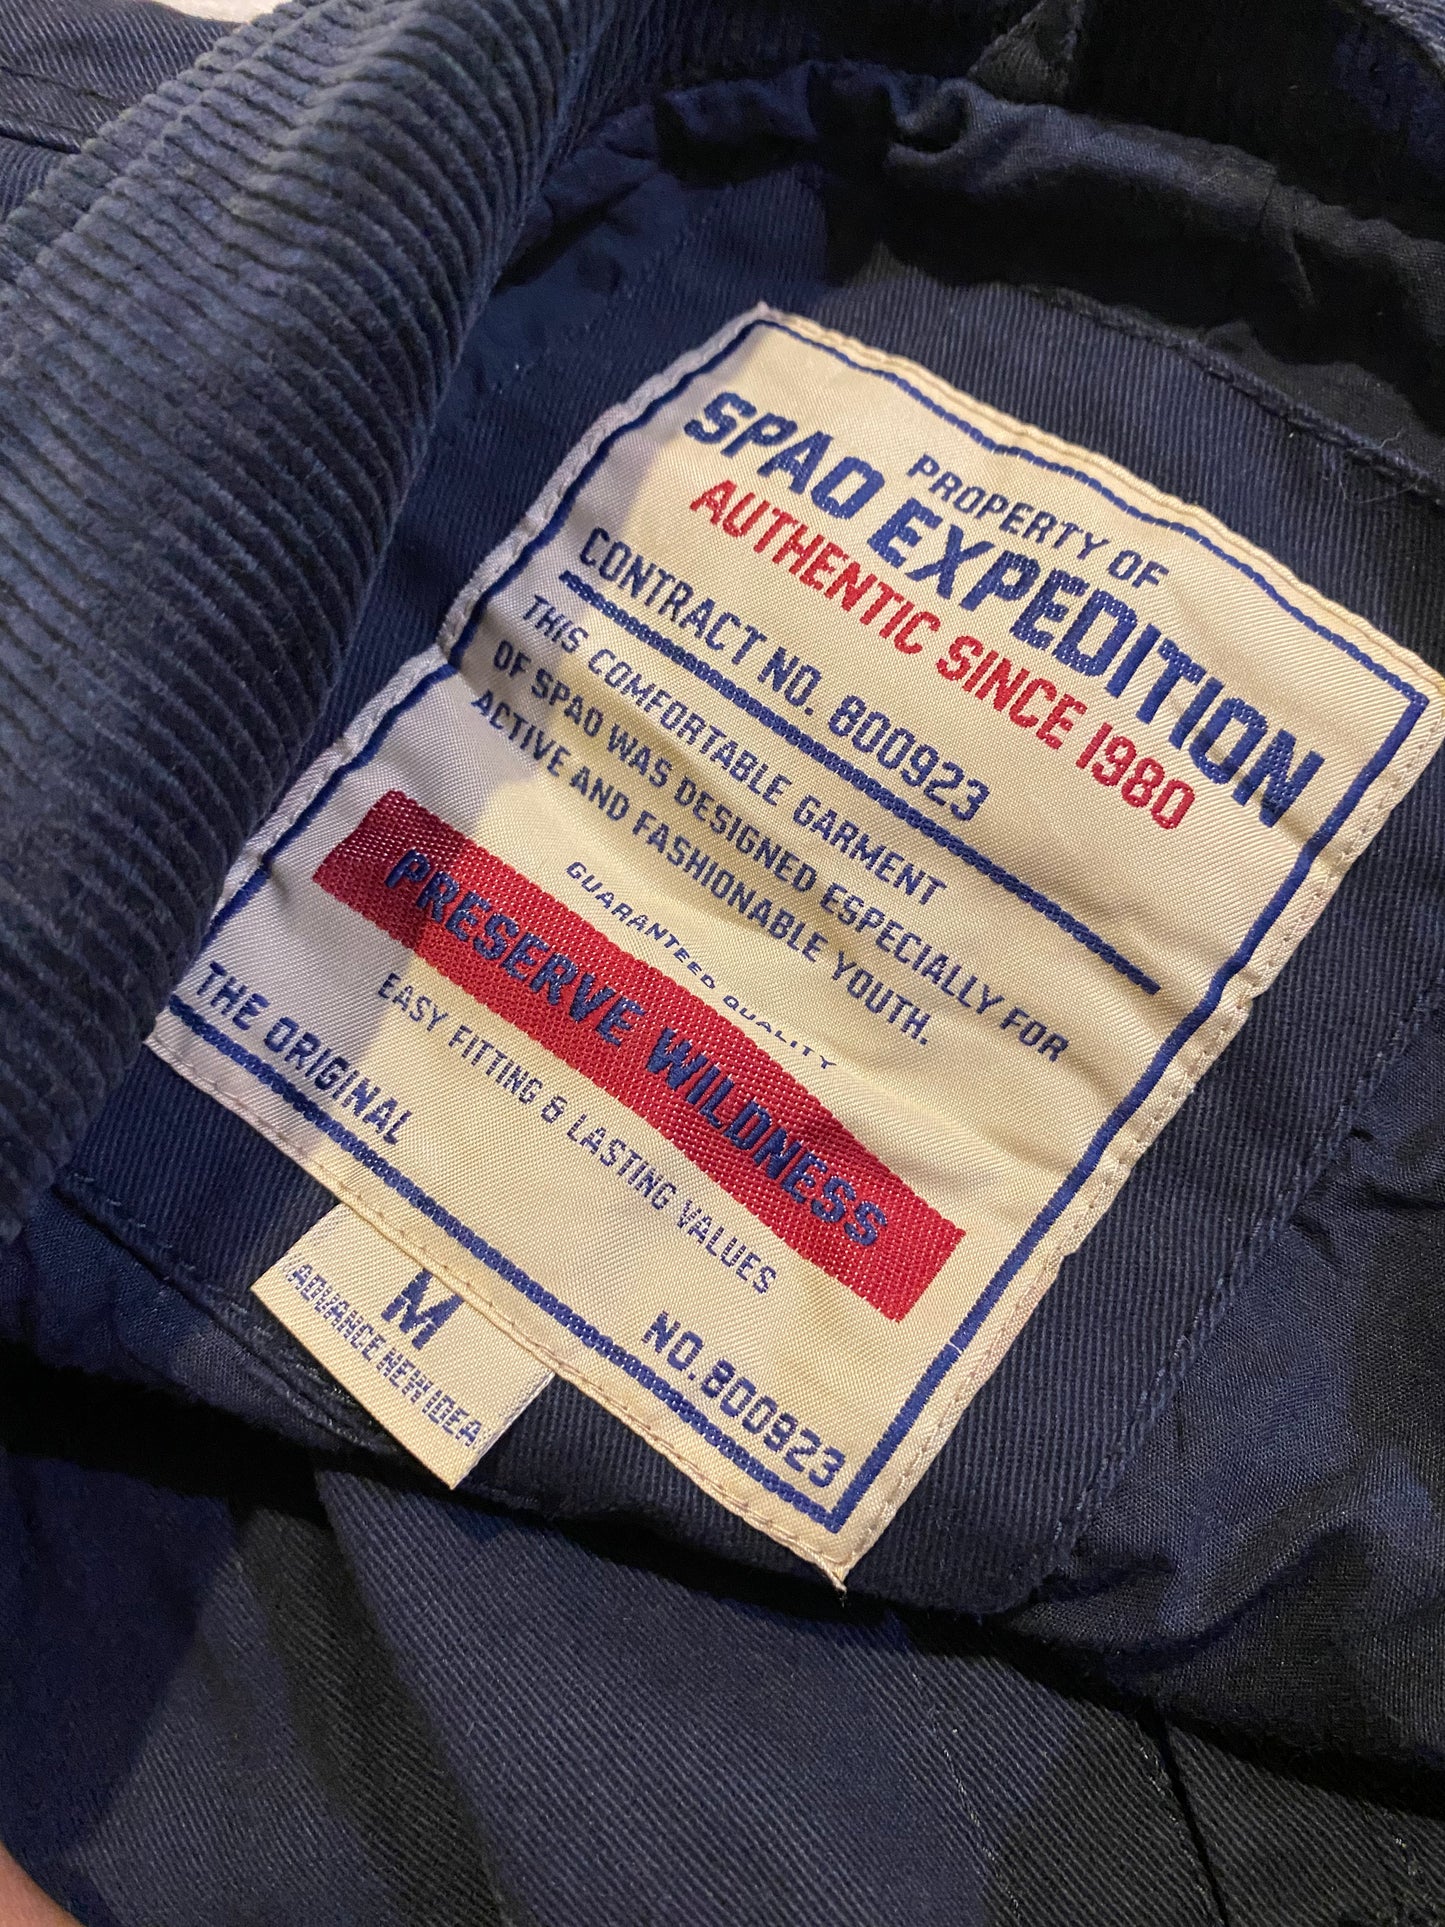 PROPERTY OF
SPAO EXPEDITION
AUTHENTIC SINCE 1980
CONTRACT NO. 800923
THIS COMFORTABLE GARMENT
OF SPAO WAS DESIGNED ESPECIALLY FOR
ACTIVE AND FASHIONABLE YOUTH.
GUARANTEED QUALITY
PRESERVE WILDNESS
EASY FITTING & LASTING VALUES
THE ORIGINAL
NO.800923
M
(ADVANCE NEW IDEA)